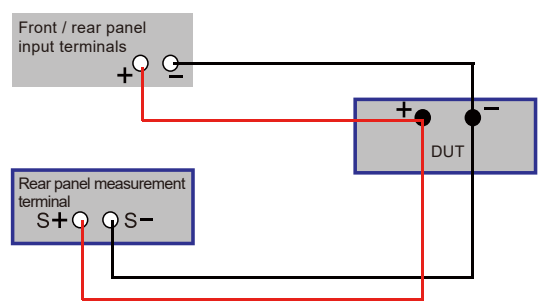 Front / rear panel
input terminals
+ −
+ −
DUT
Rear panel measurement
terminal
S+ S−